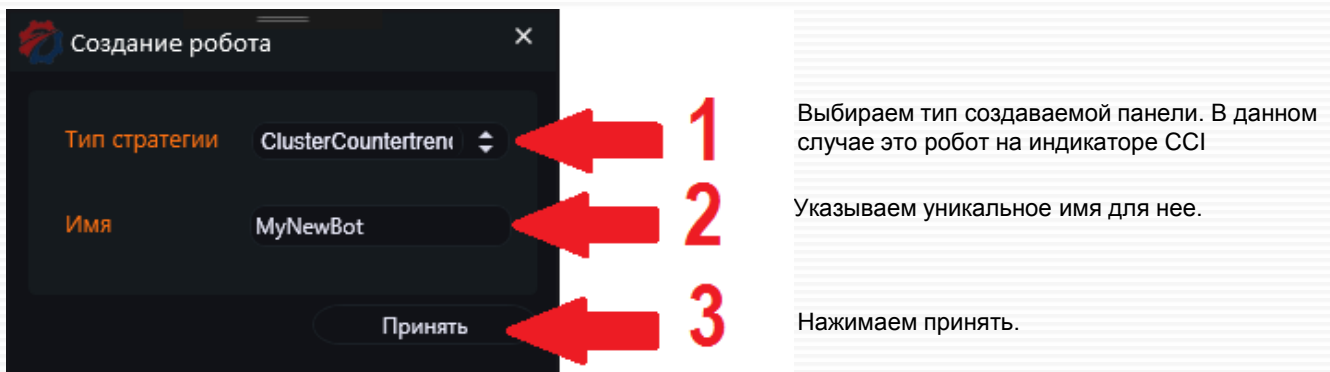 Создание робота
Тип стратегии
ClusterCountertren
Имя
MyNewBot
Принять
1
Выбираем тип создаваемой панели. В данном
случае это робот на индикаторе CCI
2
Указываем уникальное имя для нее.
3
Нажимаем принять.